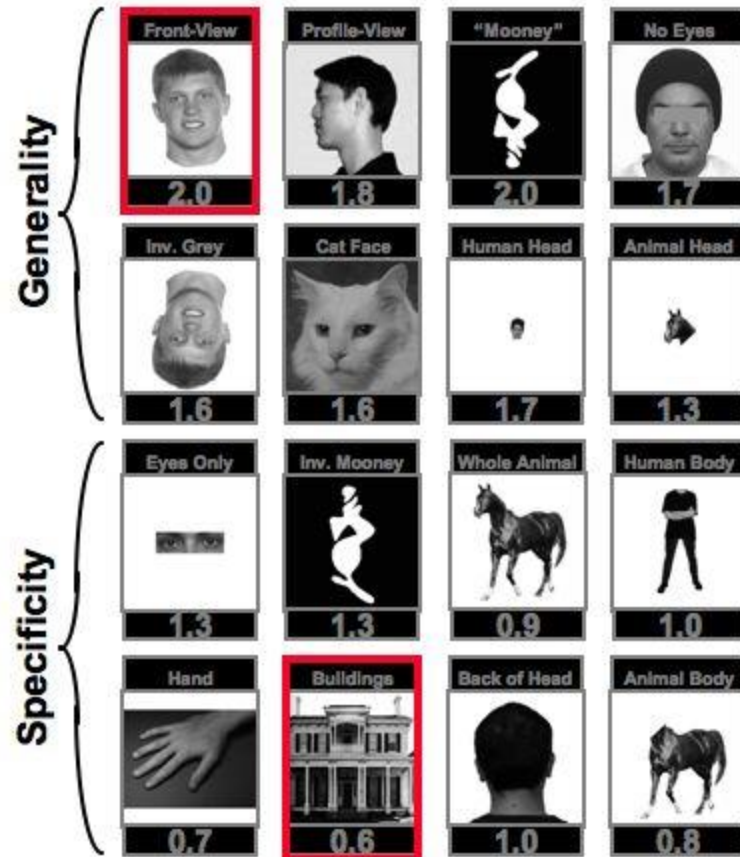 Generality
Front-View
Profile-View
“Mooney”
No Eyes
2.0
1.8
2.0
1.7
Inv. Grey
Cat Face
Human Head
Animal Head
1.6
1.6
1.7
1.3
Specificity
Eyes Only
Inv. Mooney
Whole Animal
Human Body
1.3
1.3
0.9
1.0
Hand
Buildings
Back of Head
Animal Body
0.7
0.6
1.0
0.8